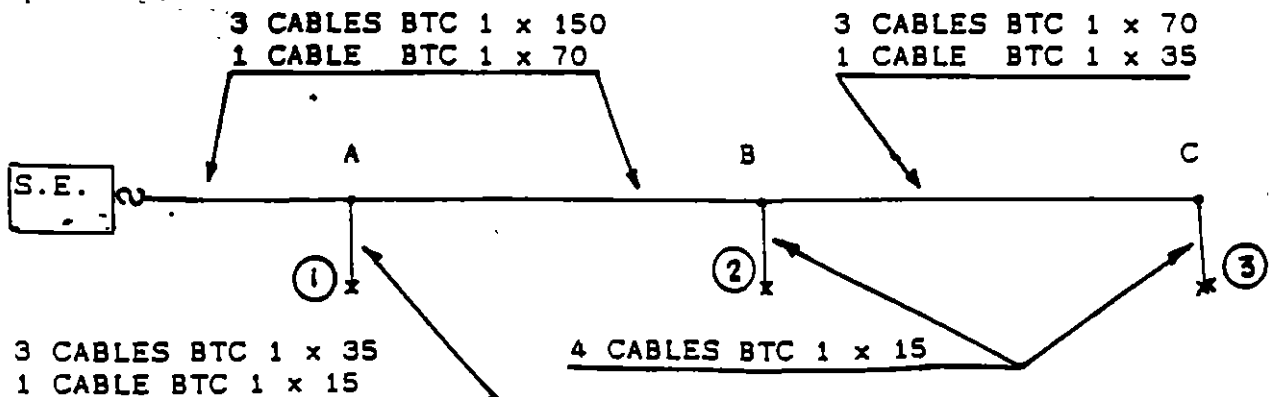 3 CABLES BTC 1 x 150
1 CABLE BTC 1 x 70
3 CABLES BTC 1 x 70
1 CABLE BTC 1 x 35
A
B
C
S.E.
1
2
3
3 CABLES BTC 1 x 35
1 CABLE BTC 1 x 15
4 CABLES BTC 1 x 15